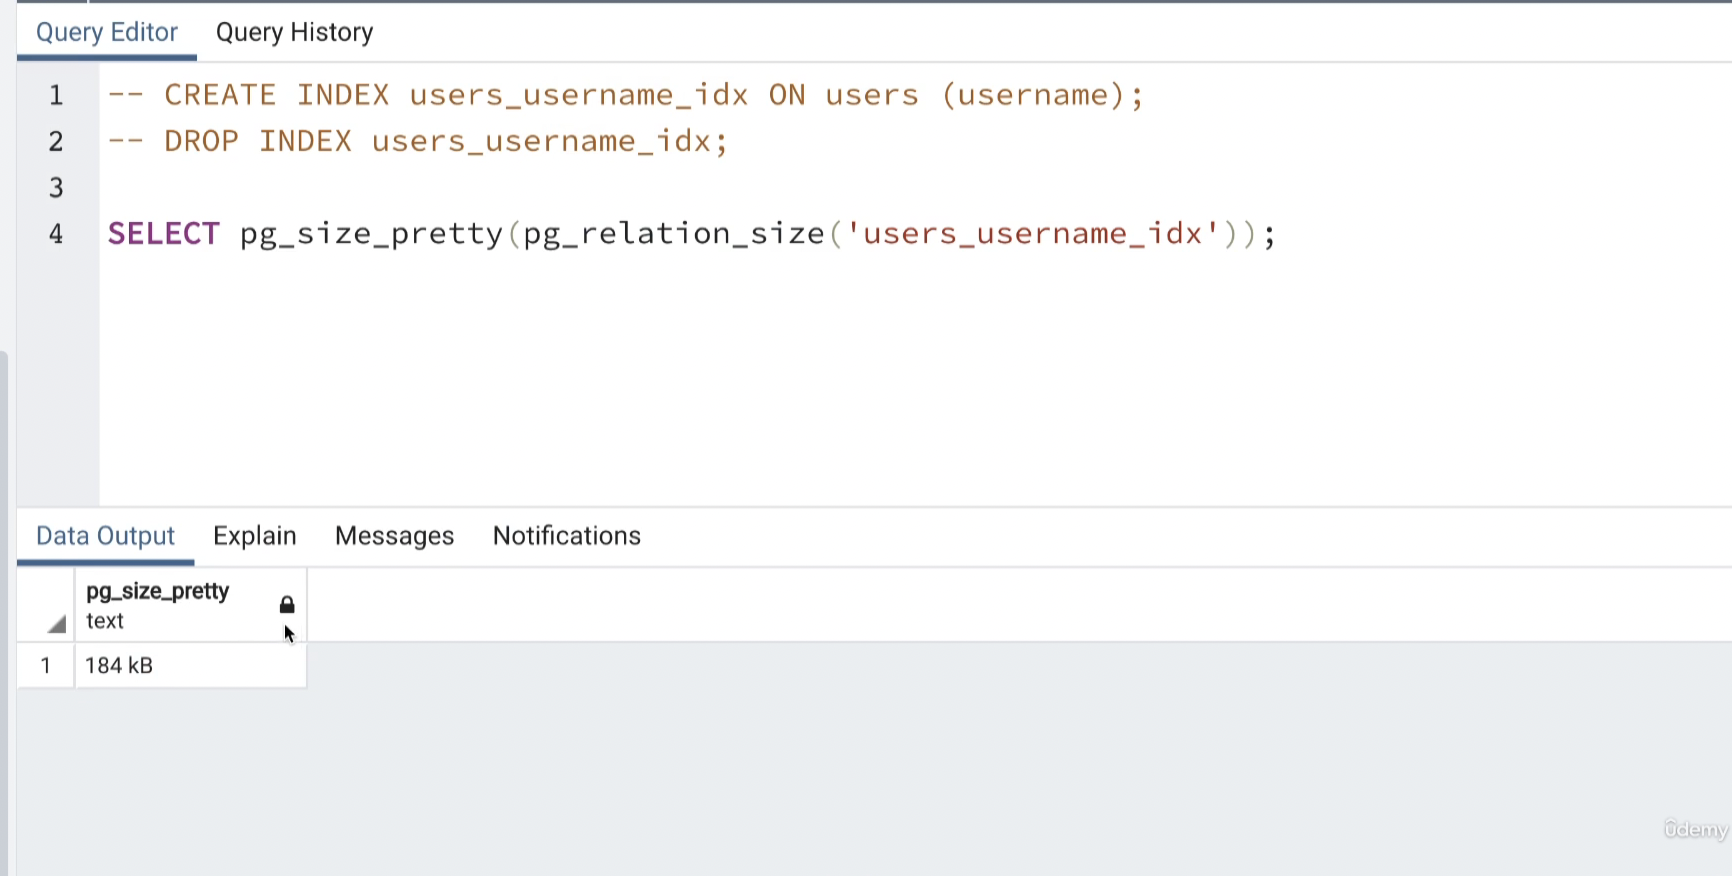 Query Editor Query History
1 -- CREATE INDEX users_username_idx ON users (username);
2 -- DROP INDEX users_username_idx;
3
4 SELECT pg_size_pretty(pg_relation_size('users_username_idx'));
Data Output Explain Messages Notifications
pg_size_pretty
text
1 184 kB
ûdemy